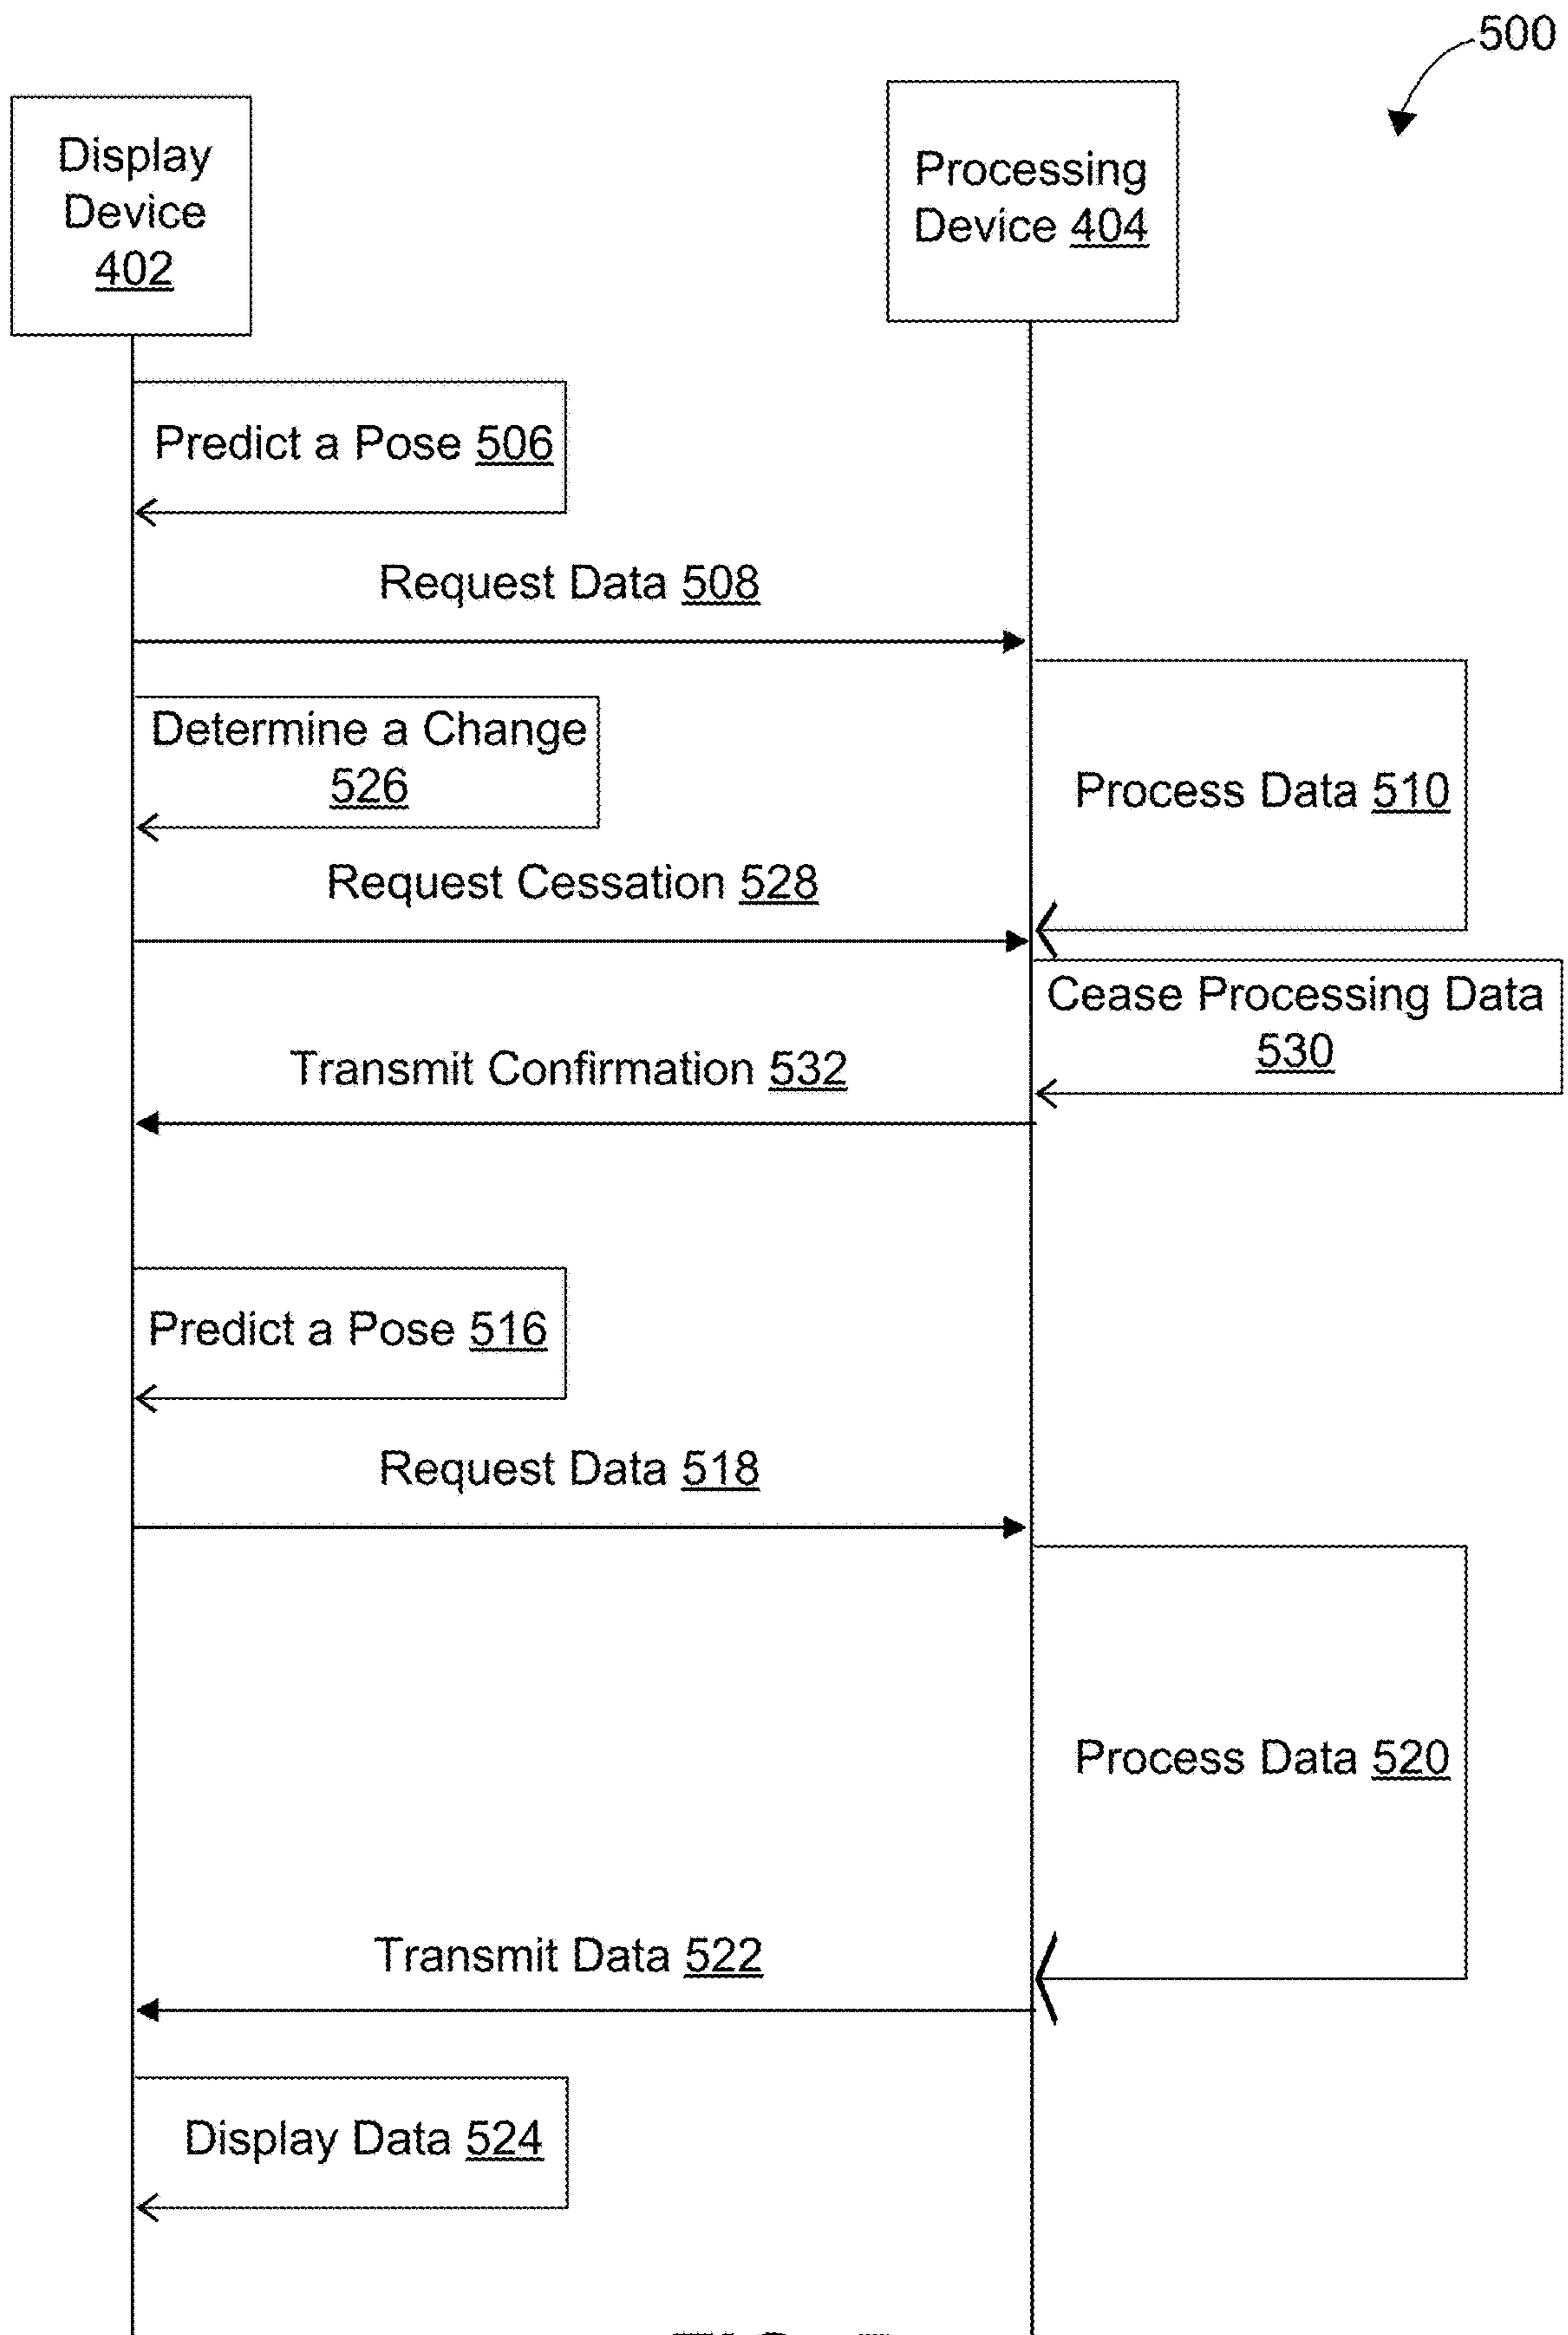 500
Display
Device
402
Processing
Device 404
Predict a Pose 506
Request Data 508
Determine a Change
526
Process Data 510
Request Cessation 528
Cease Processing Data
530
Transmit Confirmation 532
Predict a Pose 516
Request Data 518
Process Data 520
Transmit Data 522
Display Data 524